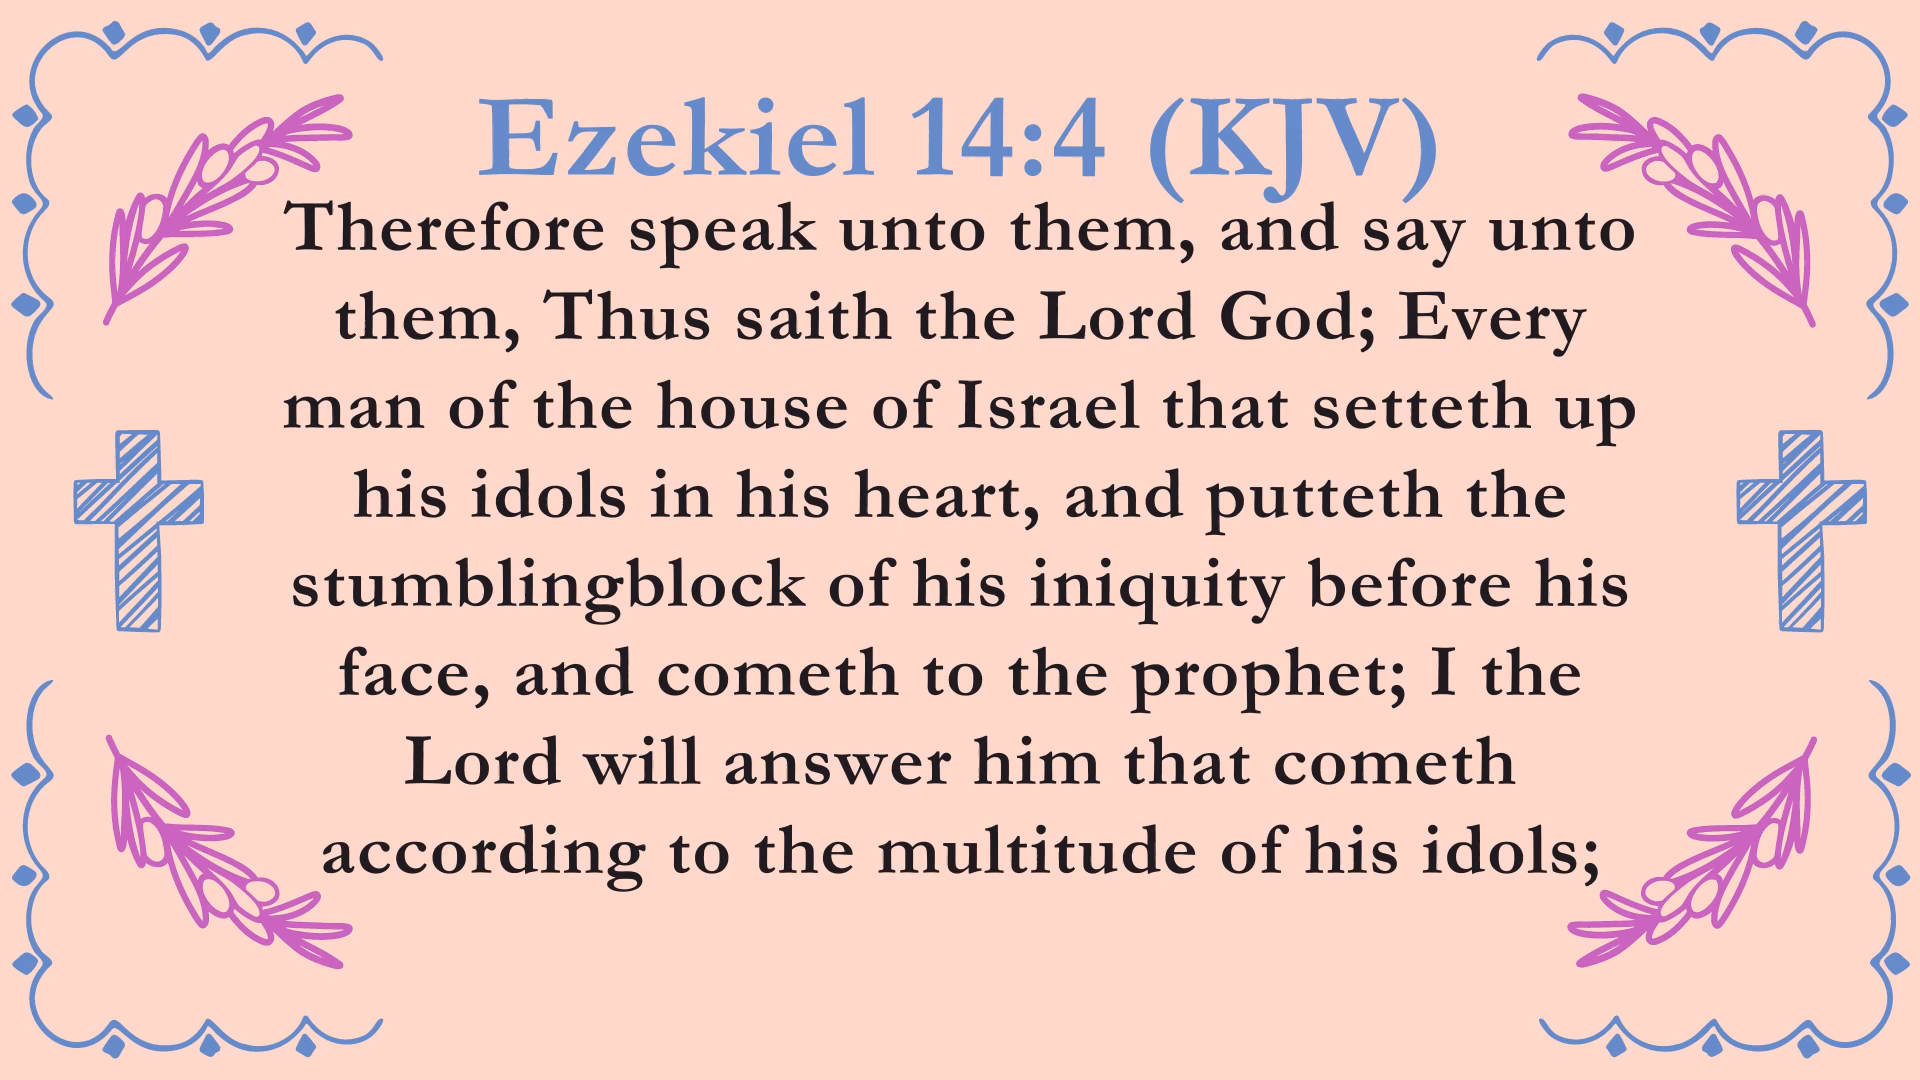 Ezekiel 14:4 (KJV)
Therefore speak unto them, and say unto
them, Thus saith the Lord God; Every
man of the house of Israel that setteth up
his idols in his heart, and putteth the
stumblingblock of his iniquity before his
face, and cometh to the prophet; I the
Lord will answer him that cometh
according to the multitude of his idols;